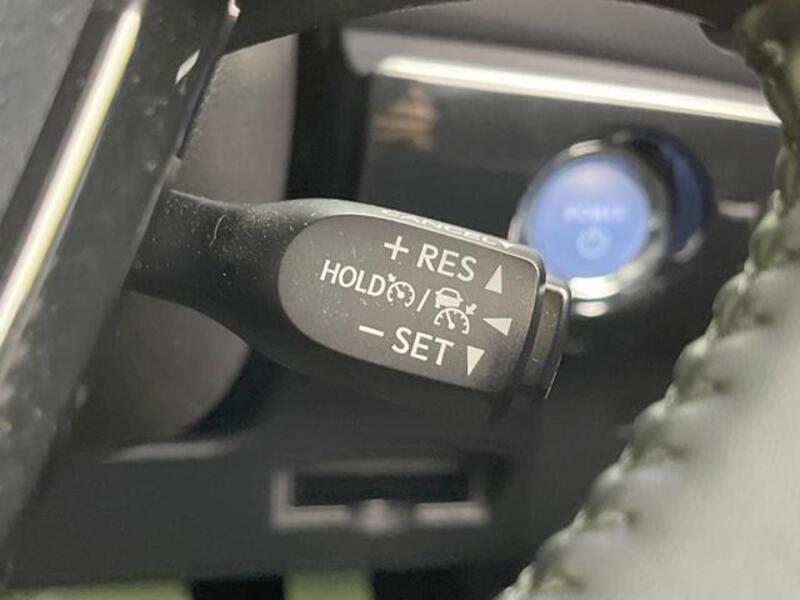 CANCEL
+ RES ▲
HOLD / ◀
− SET ▼
POWER